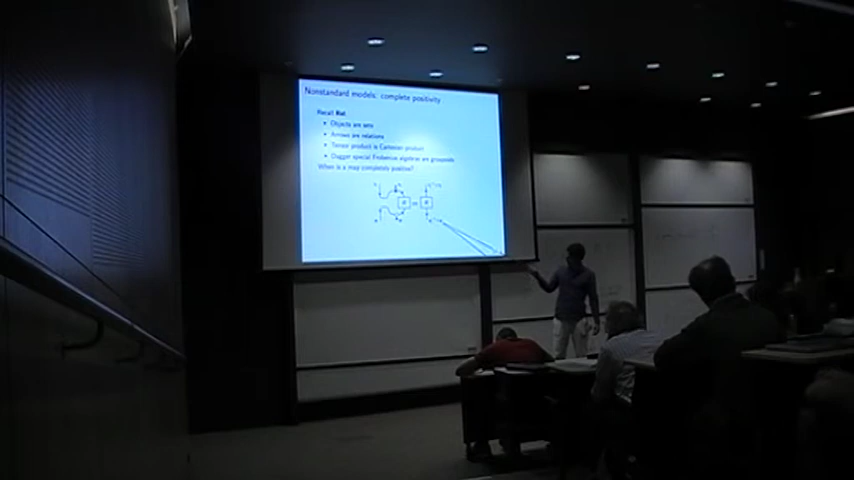 Nonstandard models: complete positivity
Recall Rel:
• Objects are sets
• Arrows are relations
• Tensor product is Cartesian product
• Dagger special Frobenius algebras are groupoids
When is a map completely positive?